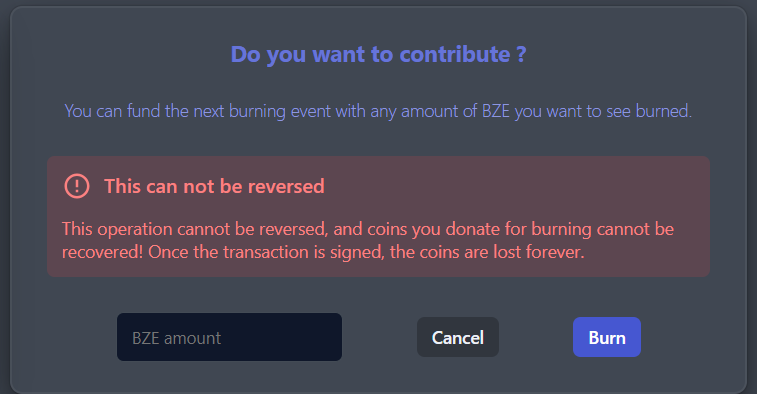 Do you want to contribute ?
You can fund the next burning event with any amount of BZE you want to see burned.
This can not be reversed
This operation cannot be reversed, and coins you donate for burning cannot be
recovered! Once the transaction is signed, the coins are lost forever.
BZE amount Cancel Burn